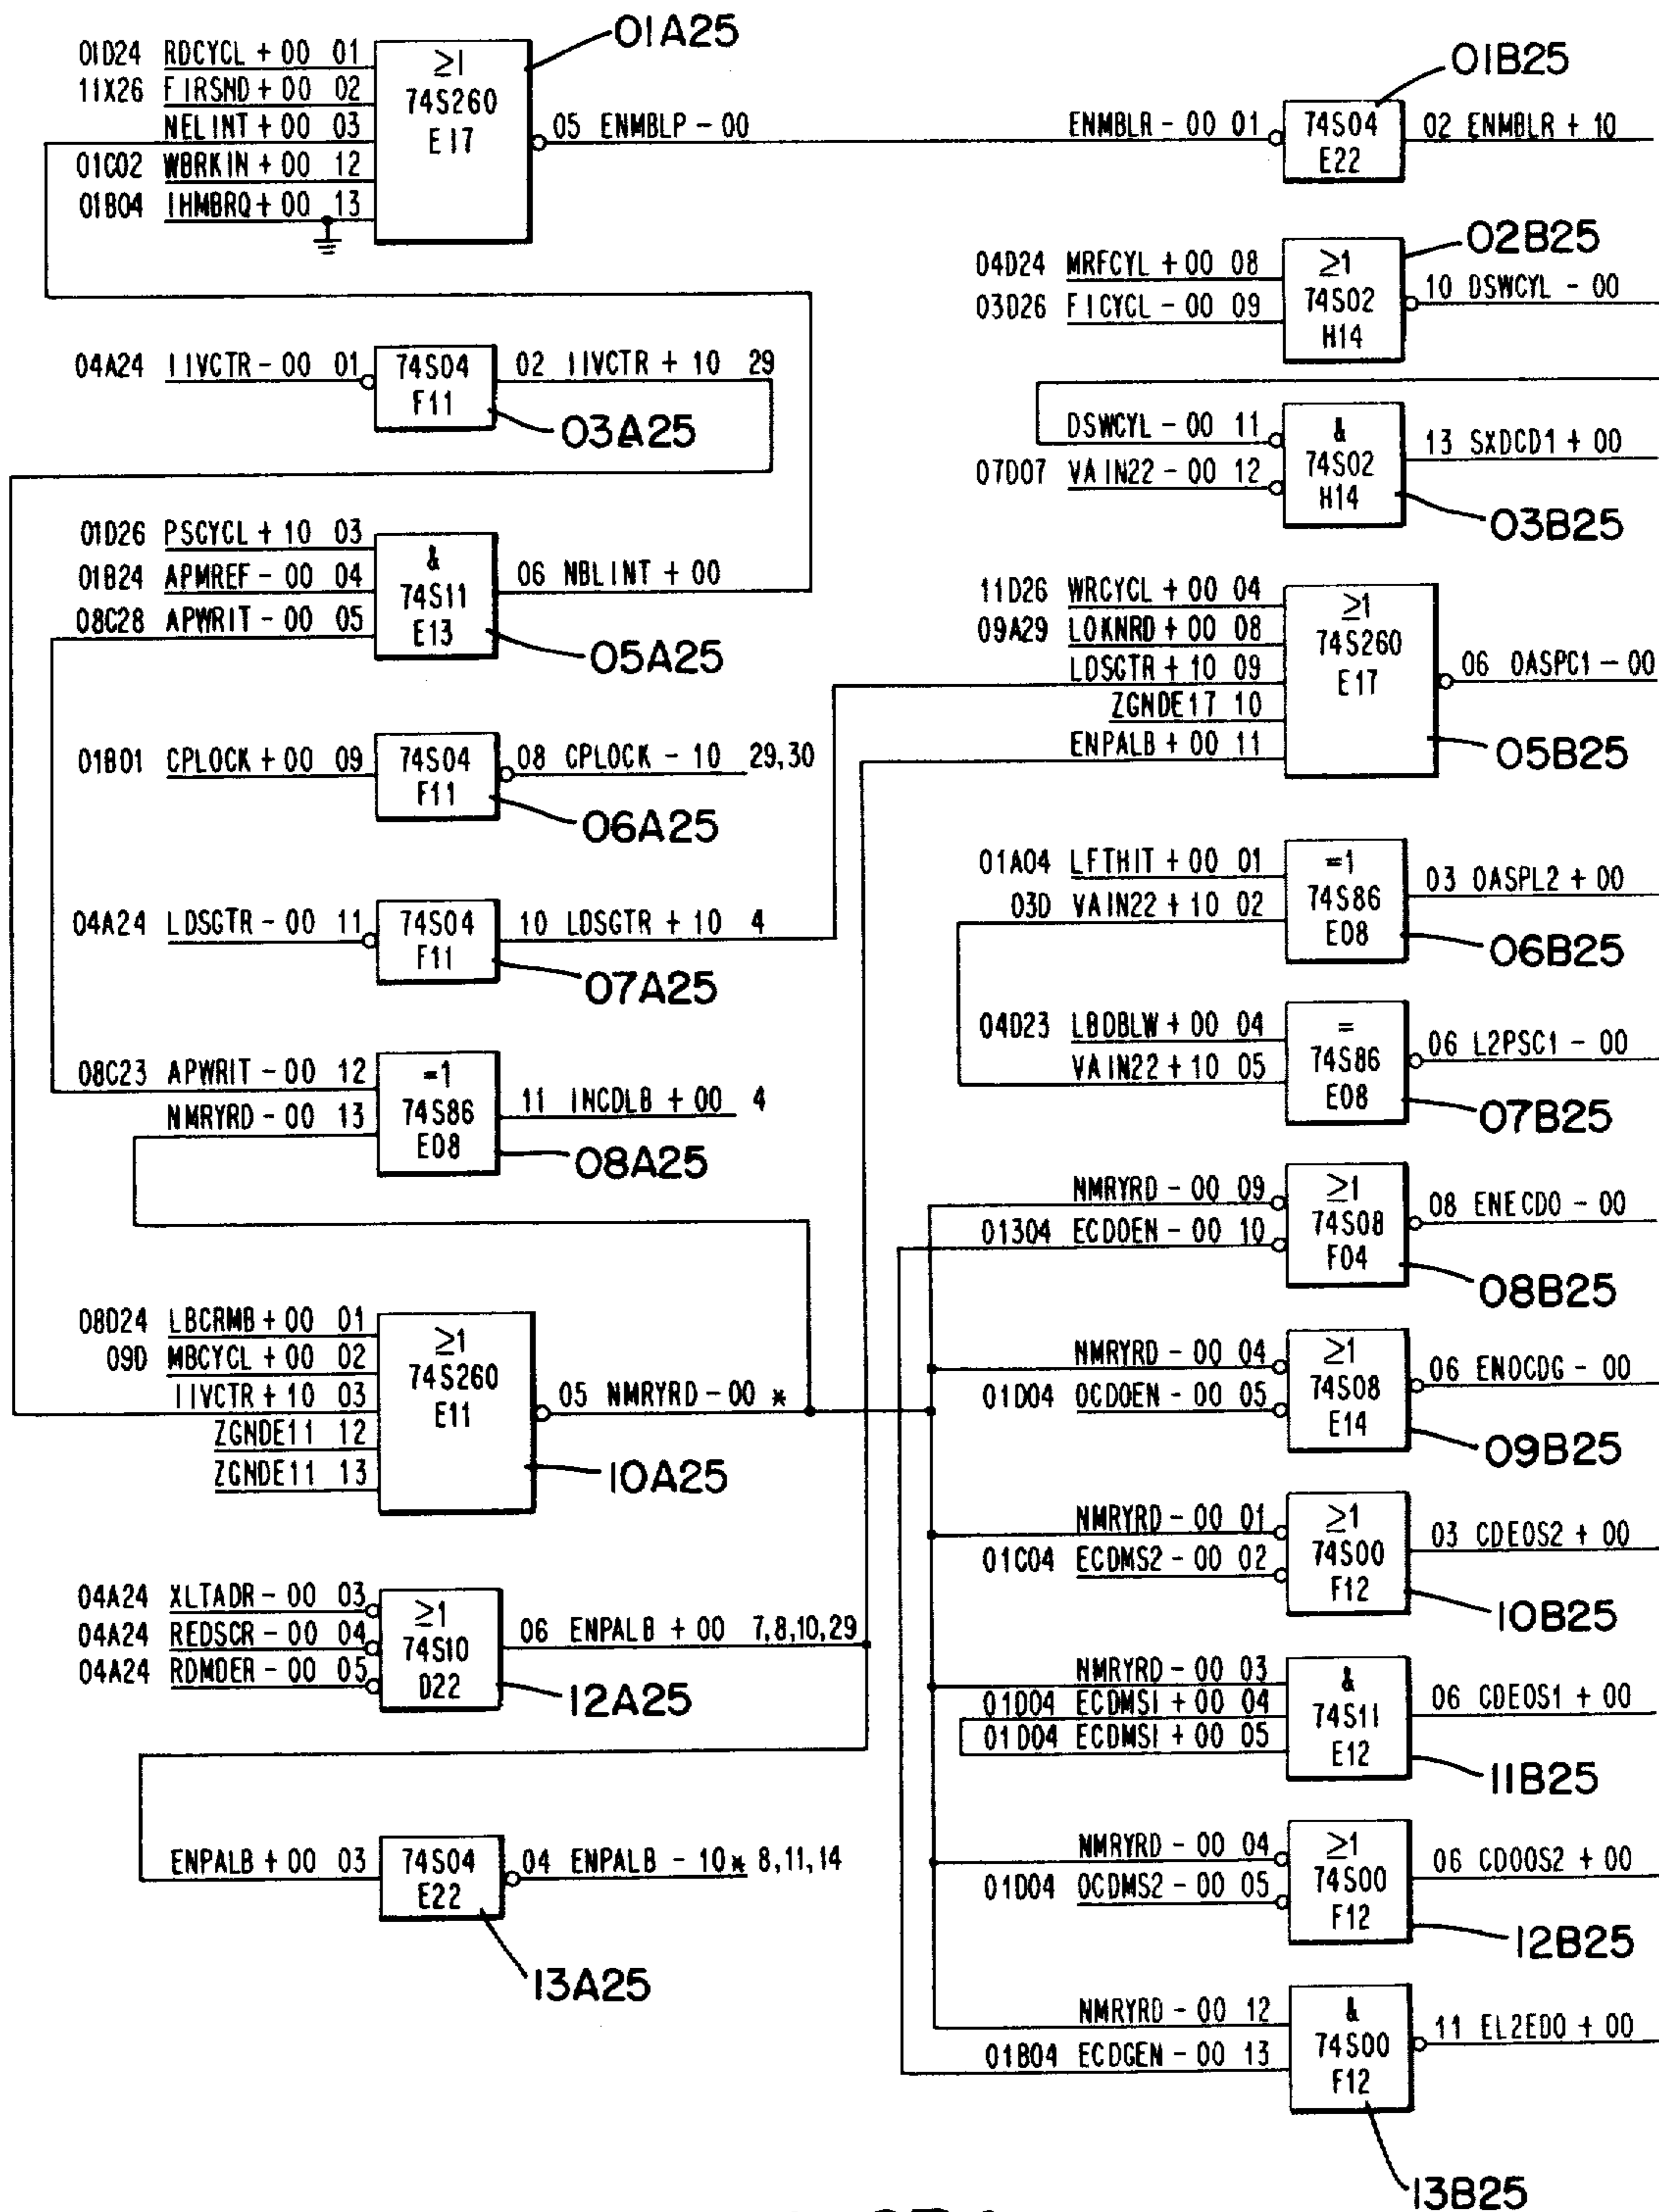 01A25
01D24 RDCYCL + 00 01
11X26 FIRSND + 00 02
NELINT + 00 03
01C02 WBRKIN + 00 12
01B04 IHMBRQ + 00 13
≥1
74S260
E17
05 ENMBLP - 00
04A24 IIVCTR - 00 01
74S04
F11
02 IIVCTR + 10 29
03A25
01D26 PSCYCL + 10 03
01B24 APMREF - 00 04
08C28 APWRIT - 00 05
&
74S11
E13
06 NBLINT + 00
05A25
01B01 CPLOCK + 00 09
74S04
F11
08 CPLOCK - 10 29,30
06A25
04A24 LDSGTR - 00 11
74S04
F11
10 LDSGTR + 10 4
07A25
08C23 APWRIT - 00 12
NMRYRD - 00 13
=1
74S86
E08
11 INCDLB + 00 4
08A25
08D24 LBCRMB + 00 01
09D MBCYCL + 00 02
IIVCTR + 10 03
ZGNDE11 12
ZGNDE11 13
≥1
74S260
E11
05 NMRYRD - 00 *
10A25
04A24 XLTADR - 00 03
04A24 REDSCR - 00 04
04A24 RDMDER - 00 05
≥1
74S10
D22
06 ENPALB + 00 7,8,10,29
12A25
ENPALB + 00 03
74S04
E22
04 ENPALB - 10 * 8,11,14
13A25
01B25
ENMBLR - 00 01
74S04
E22
02 ENMBLR + 10
02B25
04D24 MRFCYL + 00 08
03D26 FICYCL - 00 09
≥1
74S02
H14
10 DSWCYL - 00
DSWCYL - 00 11
07D07 VAIN22 - 00 12
&
74S02
H14
13 SXDCD1 + 00
03B25
11D26 WRCYCL + 00 04
09A29 LOKNRD + 00 08
LDSGTR + 10 09
ZGNDE17 10
ENPALB + 00 11
≥1
74S260
E17
06 OASPC1 - 00
05B25
01A04 LFTHIT + 00 01
03D VAIN22 + 10 02
=1
74S86
E08
03 OASPL2 + 00
06B25
04D23 LBDBLW + 00 04
VAIN22 + 10 05
=
74S86
E08
06 L2PSC1 - 00
07B25
NMRYRD - 00 09
01304 ECDOEN - 00 10
≥1
74S08
F04
08 ENECDO - 00
08B25
NMRYRD - 00 04
01D04 OCDOEN - 00 05
≥1
74S08
E14
06 ENOCDG - 00
09B25
NMRYRD - 00 01
01C04 ECDMS2 - 00 02
≥1
74S00
F12
03 CDEOS2 + 00
10B25
NMRYRD - 00 03
01D04 ECDMS1 + 00 04
01D04 ECDMS1 + 00 05
&
74S11
E12
06 CDEOS1 + 00
11B25
NMRYRD - 00 04
01D04 OCDMS2 - 00 05
≥1
74S00
F12
06 CDOOS2 + 00
12B25
NMRYRD - 00 12
01B04 ECDGEN - 00 13
&
74S00
F12
11 EL2EDO + 00
13B25